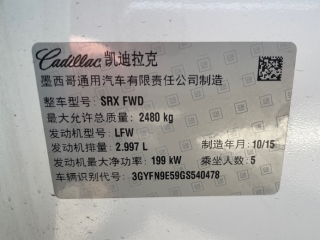 Cadillac 凯迪拉克
墨西哥通用汽车有限责任公司制造
整车型号: SRX FWD
最大允许总质量: 2480 kg
发动机型号: LFW
发动机排量: 2.997 L 制造年月: 10/15
发动机最大净功率: 199 kW 乘坐人数: 5
车辆识别代号: 3GYFN9E59GS540478